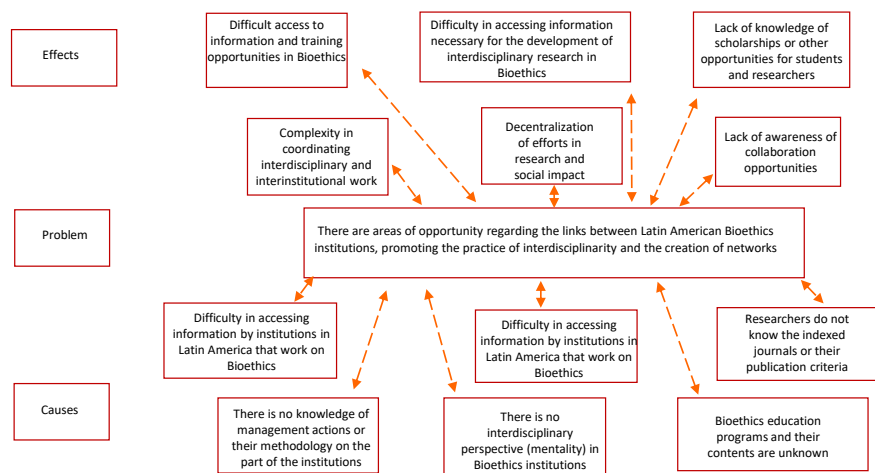 Effects
Difficult access to
information and training
opportunities in Bioethics
Difficulty in accessing information
necessary for the development of
interdisciplinary research in
Bioethics
Lack of knowledge of
scholarships or other
opportunities for students
and researchers
Complexity in
coordinating
interdisciplinary and
interinstitutional work
Decentralization
of efforts in
research and
social impact
Lack of awareness of
collaboration
opportunities
Problem
There are areas of opportunity regarding the links between Latin American Bioethics
institutions, promoting the practice of interdisciplinarity and the creation of networks
Difficulty in accessing
information by institutions in
Latin America that work on
Bioethics
Difficulty in accessing
information by institutions in
Latin America that work on
Bioethics
Researchers do not
know the indexed
journals or their
publication criteria
Causes
There is no knowledge of
management actions or
their methodology on the
part of the institutions
There is no
interdisciplinary
perspective (mentality) in
Bioethics institutions
Bioethics education
programs and their
contents are unknown